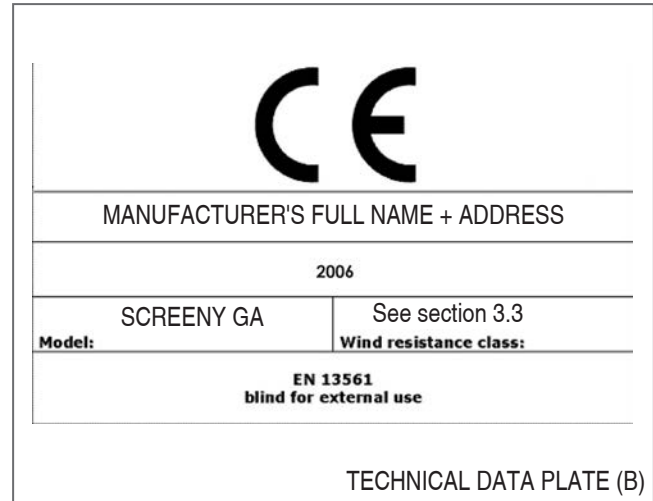 CE
MANUFACTURER'S FULL NAME + ADDRESS
2006
SCREENY GA
Model:
See section 3.3
Wind resistance class:
EN 13561
blind for external use
TECHNICAL DATA PLATE (B)